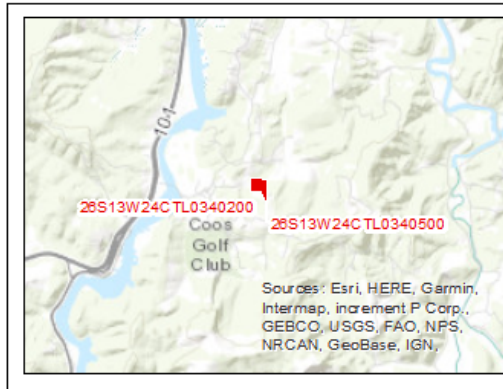 101
26S13W24CTL0340200
26S13W24CTL0340500
Coos
Golf
Club
Sources: Esri, HERE, Garmin,
Intermap, increment P Corp.,
GEBCO, USGS, FAO, NPS,
NRCAN, GeoBase, IGN,